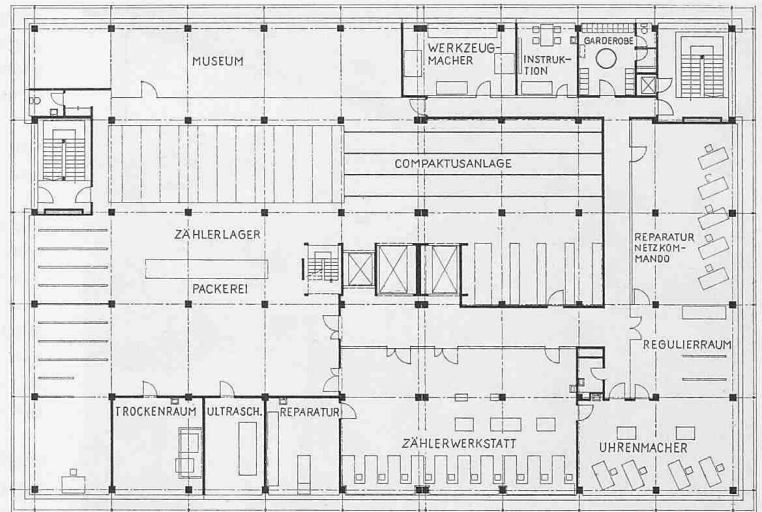 MUSEUM
WERKZEUG-
MACHER
INSTRUK-
TION
GARDEROBE
COMPAKTUSANLAGE
ZÄHLERLAGER
PACKEREI
REPARATUR
NETZKOM-
MANDO
REGULIERRAUM
TROCKENRAUM
ULTRASCH.
REPARATUR
ZÄHLERWERKSTATT
UHRENMACHER